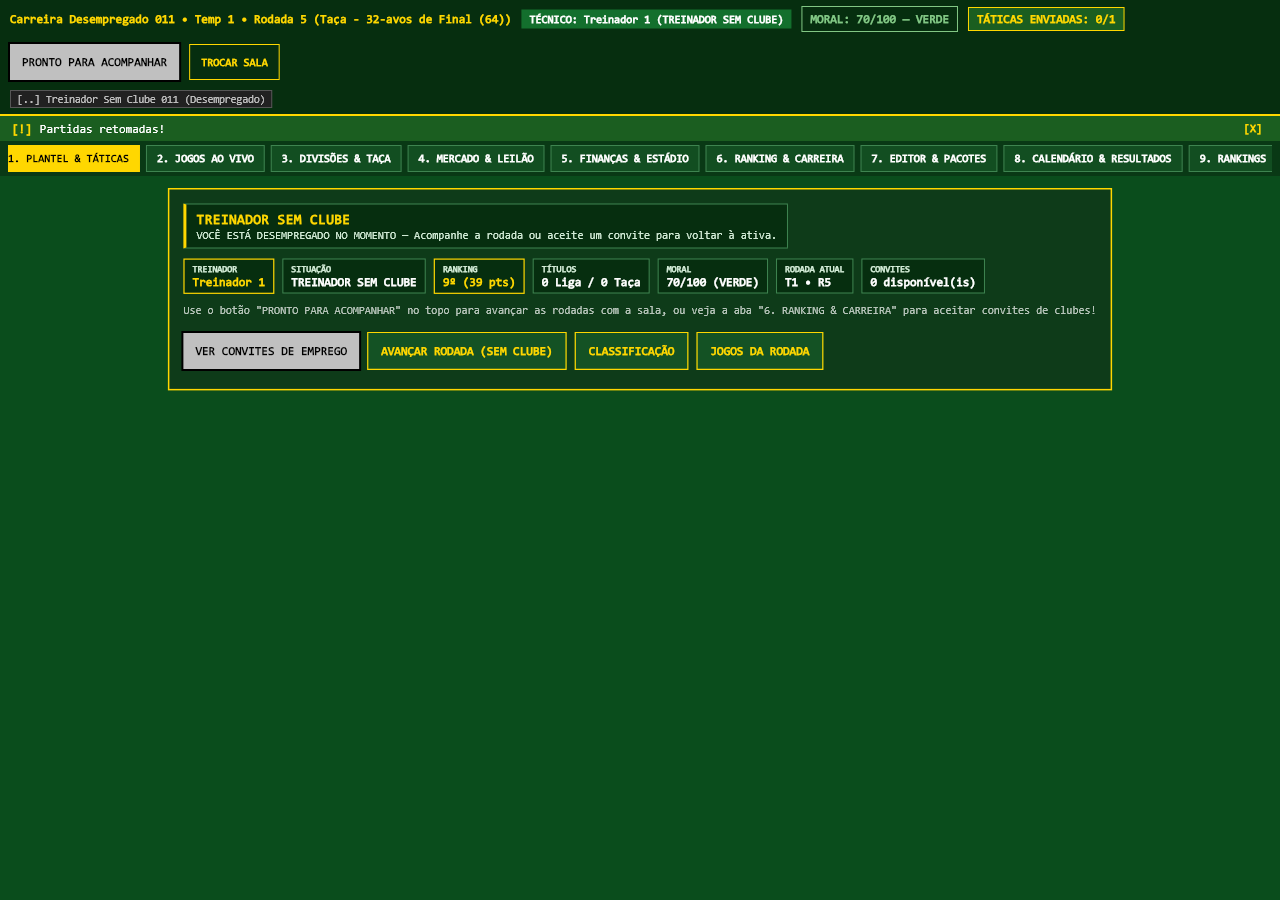 Carreira Desempregado 011 • Temp 1 • Rodada 5 (Taça - 32-avos de Final (64))
TÉCNICO: Treinador 1 (TREINADOR SEM CLUBE)
MORAL: 70/100 — VERDE
TÁTICAS ENVIADAS: 0/1
PRONTO PARA ACOMPANHAR
TROCAR SALA
[..] Treinador Sem Clube 011 (Desempregado)
[!] Partidas retomadas!
[X]
1. PLANTEL & TÁTICAS
2. JOGOS AO VIVO
3. DIVISÕES & TAÇA
4. MERCADO & LEILÃO
5. FINANÇAS & ESTÁDIO
6. RANKING & CARREIRA
7. EDITOR & PACOTES
8. CALENDÁRIO & RESULTADOS
9. RANKINGS
TREINADOR SEM CLUBE
VOCÊ ESTÁ DESEMPREGADO NO MOMENTO — Acompanhe a rodada ou aceite um convite para voltar à ativa.
TREINADOR
Treinador 1
SITUAÇÃO
TREINADOR SEM CLUBE
RANKING
9º (39 pts)
TÍTULOS
0 Liga / 0 Taça
MORAL
70/100 (VERDE)
RODADA ATUAL
T1 • R5
CONVITES
0 disponível(is)
Use o botão "PRONTO PARA ACOMPANHAR" no topo para avançar as rodadas com a sala, ou veja a aba "6. RANKING & CARREIRA" para aceitar convites de clubes!
VER CONVITES DE EMPREGO
AVANÇAR RODADA (SEM CLUBE)
CLASSIFICAÇÃO
JOGOS DA RODADA